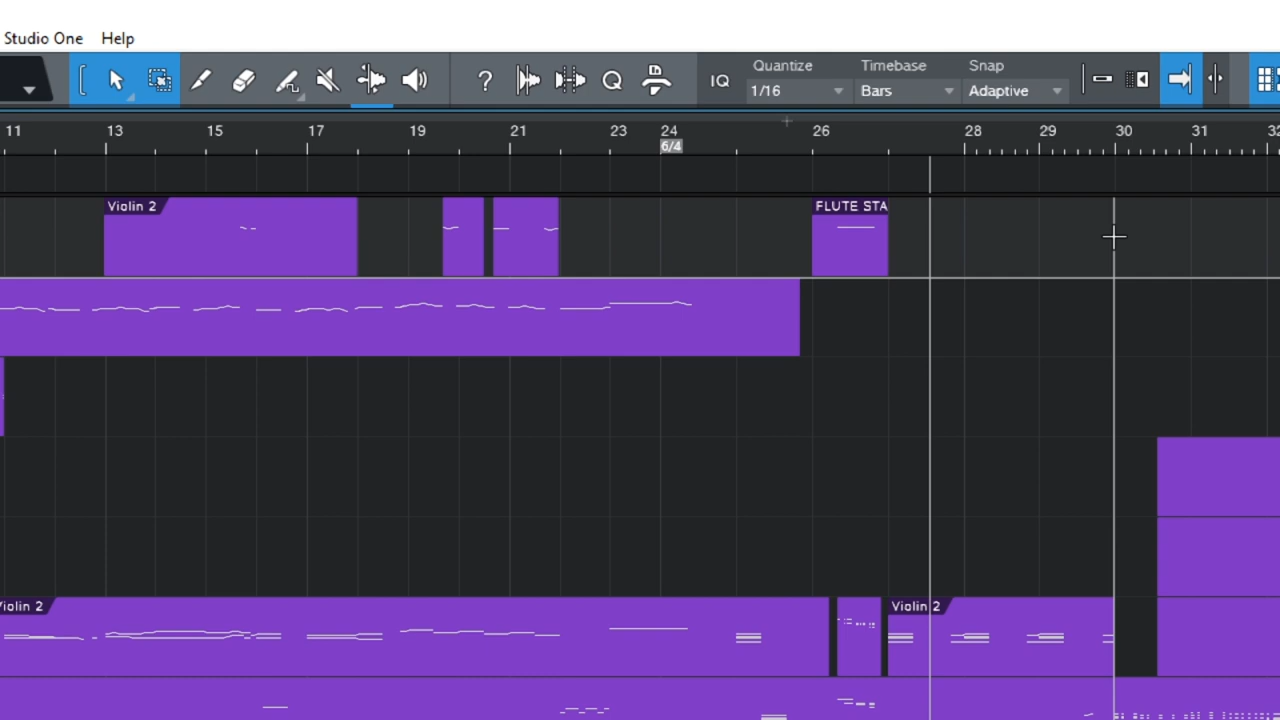 Studio One Help
? Q IQ
Quantize Timebase Snap
1/16 Bars Adaptive
11 13 15 17 19 21 23 24 26 28 29 30 31 32
6/4
Violin 2 FLUTE STA
Violin 2 Violin 2